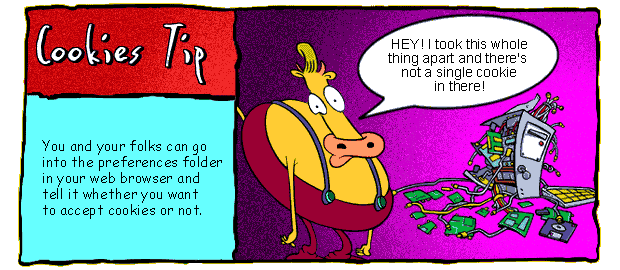 Cookies Tip
You and your folks can go
into the preferences folder
in your web browser and
tell it whether you want
to accept cookies or not.
HEY! I took this whole
thing apart and there's
not a single cookie
in there!